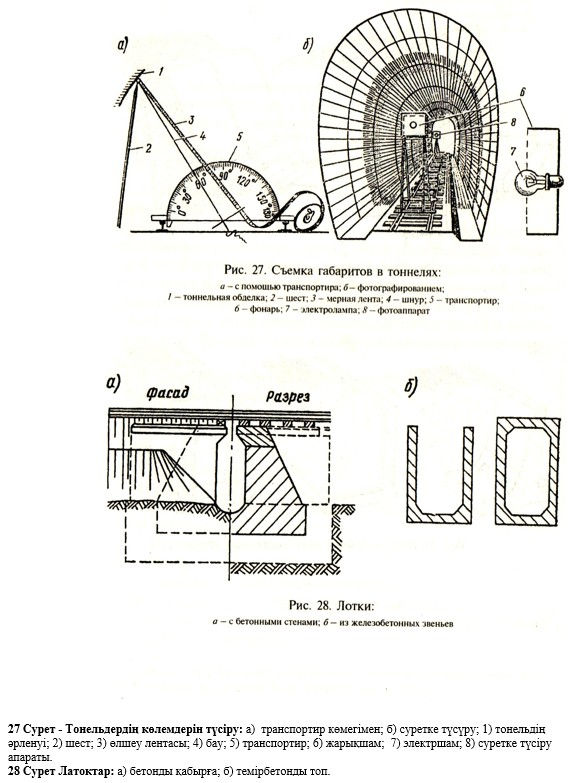 а)
б)
1
2
3
4
5
6
8
7
0° 30° 60° 90° 120° 150° 180
Рис. 27. Съемка габаритов в тоннелях:
а – с помощью транспортира; б – фотографированием;
1 – тоннельная обделка; 2 – шест; 3 – мерная лента; 4 – шнур; 5 – транспортир;
6 – фонарь; 7 – электролампа; 8 – фотоаппарат
а) б)
Фасад Разрез
Рис. 28. Лотки:
а – с бетонными стенами; б – из железобетонных звеньев
27 Сурет - Тонельдердің көлемдерін түсіру: а) транспортир көмегімен; б) суретке түсүру; 1) тонельдің
әрленуі; 2) шест; 3) өлшеу лентасы; 4) бау; 5) транспортир; 6) жарықшам; 7) электршам; 8) суретке түсіру
апараты.
28 Сурет Латоктар: а) бетонды қабырға; б) темірбетонды топ.